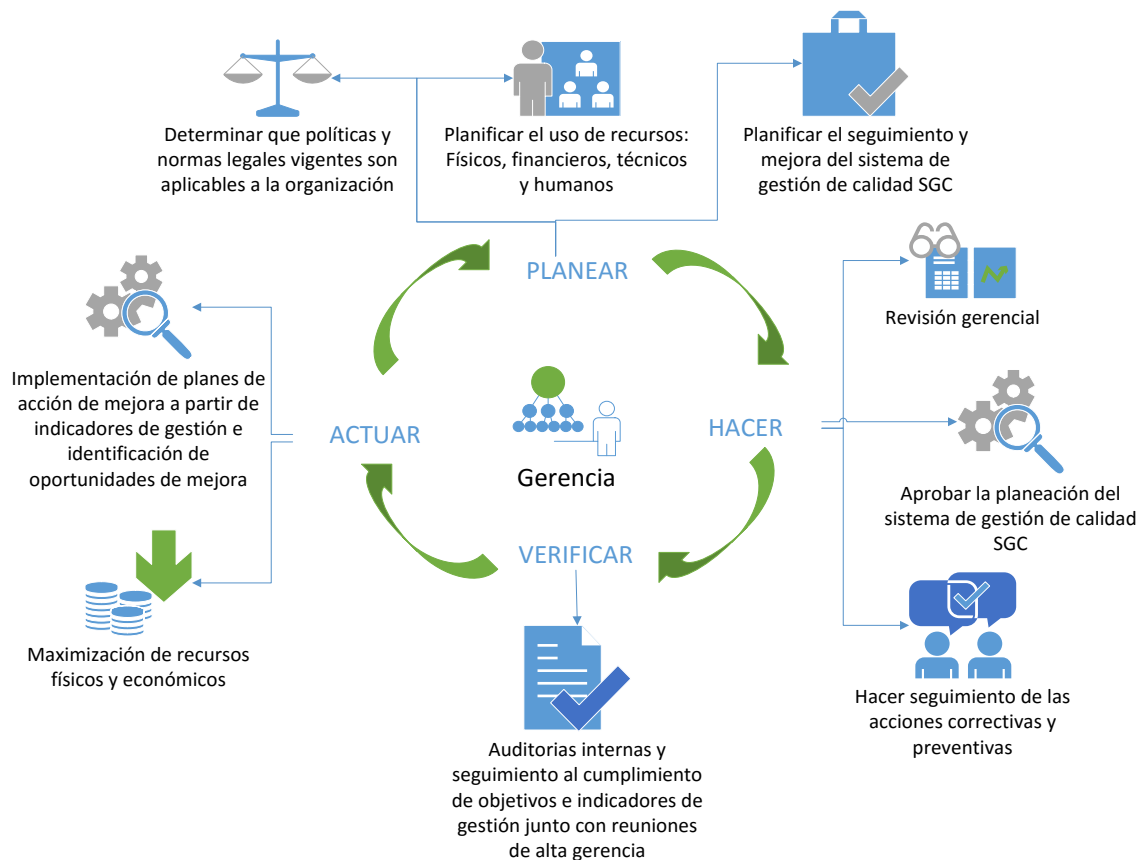 Determinar que políticas y
normas legales vigentes son
aplicables a la organización
Planificar el uso de recursos:
Físicos, financieros, técnicos
y humanos
Planificar el seguimiento y
mejora del sistema de
gestión de calidad SGC
PLANEAR
Revisión gerencial
Implementación de planes de
acción de mejora a partir de
indicadores de gestión e
identificación de
oportunidades de mejora
ACTUAR
Gerencia
HACER
Aprobar la planeación del
sistema de gestión de calidad
SGC
VERIFICAR
Maximización de recursos
físicos y económicos
Hacer seguimiento de las
acciones correctivas y
preventivas
Auditorias internas y
seguimiento al cumplimiento
de objetivos e indicadores de
gestión junto con reuniones
de alta gerencia